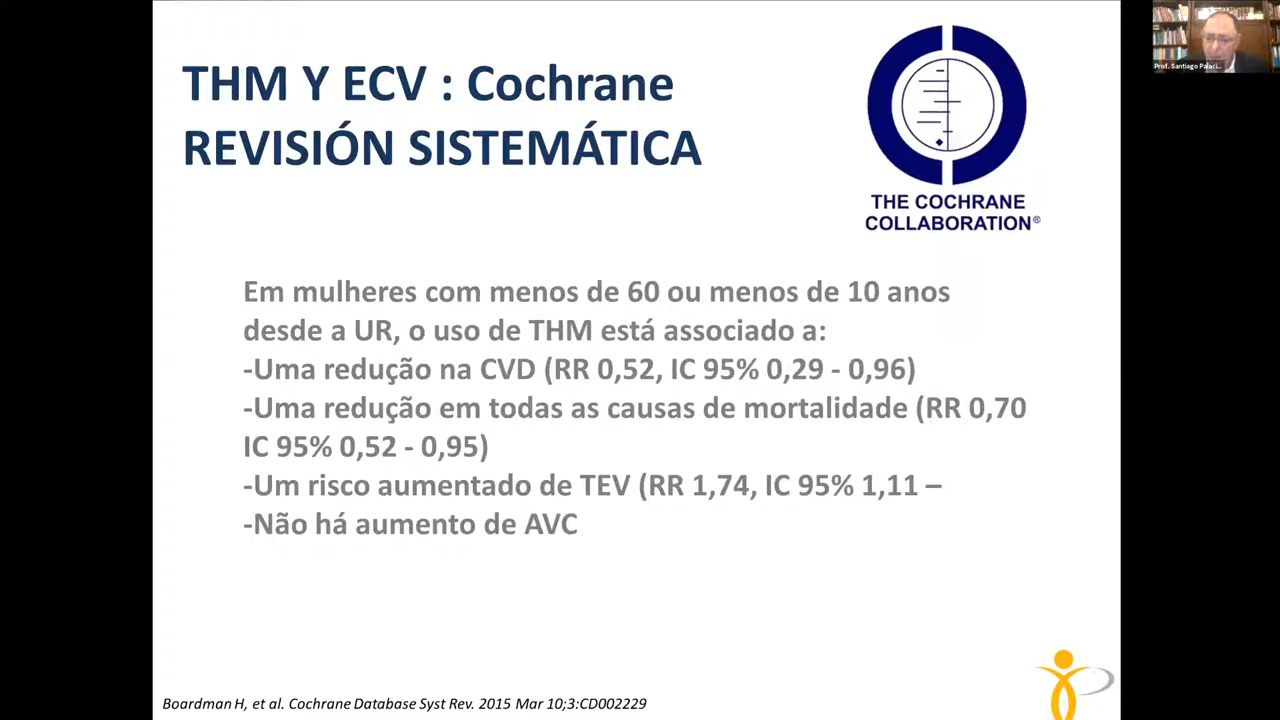 THM Y ECV : Cochrane
REVISIÓN SISTEMÁTICA
THE COCHRANE
COLLABORATION®
Prof. Santiago Palaci...
Em mulheres com menos de 60 ou menos de 10 anos
desde a UR, o uso de THM está associado a:
-Uma redução na CVD (RR 0,52, IC 95% 0,29 - 0,96)
-Uma redução em todas as causas de mortalidade (RR 0,70
IC 95% 0,52 - 0,95)
-Um risco aumentado de TEV (RR 1,74, IC 95% 1,11 –
-Não há aumento de AVC
Boardman H, et al. Cochrane Database Syst Rev. 2015 Mar 10;3:CD002229